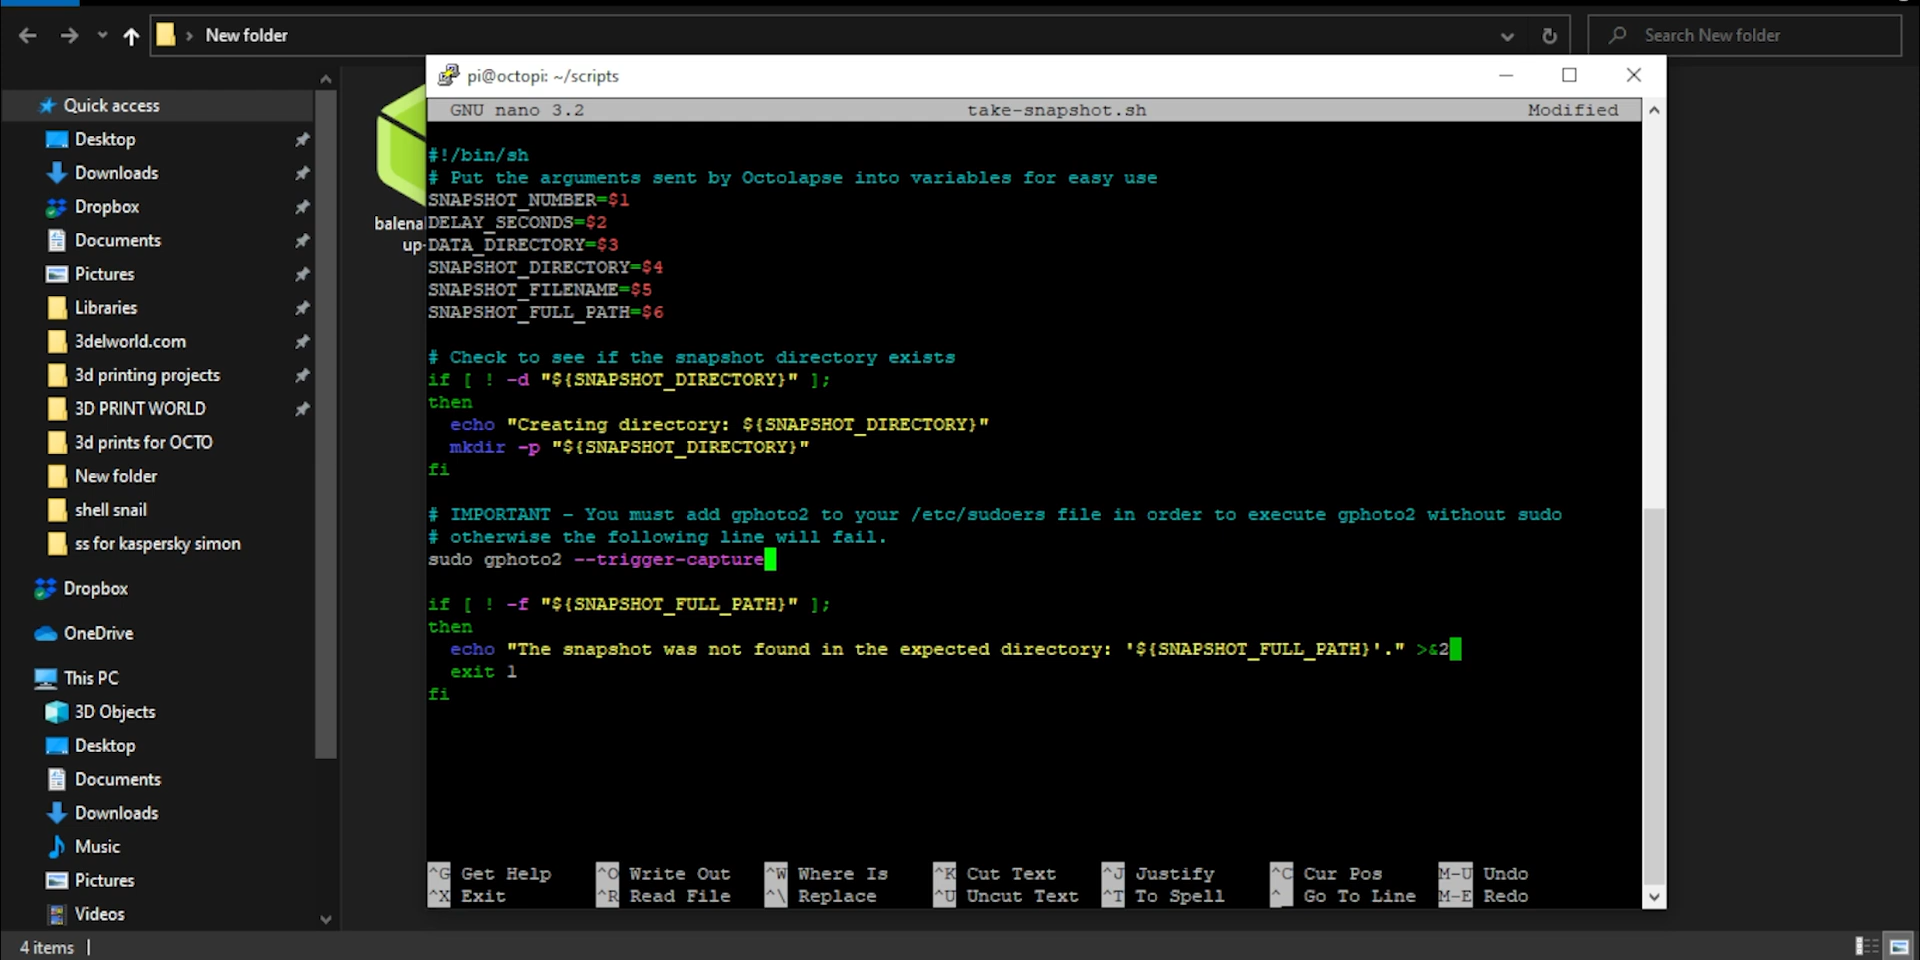 New folder
Search New folder
Quick access
Desktop
Downloads
Dropbox
Documents
Pictures
Libraries
3delworld.com
3d printing projects
3D PRINT WORLD
3d prints for OCTO
New folder
shell snail
ss for kaspersky simon
Dropbox
OneDrive
This PC
3D Objects
Desktop
Documents
Downloads
Music
Pictures
Videos
4 items
balena
up-
pi@octopi: ~/scripts
GNU nano 3.2 take-snapshot.sh Modified
#!/bin/sh
# Put the arguments sent by Octolapse into variables for easy use
SNAPSHOT_NUMBER=$1
DELAY_SECONDS=$2
DATA_DIRECTORY=$3
SNAPSHOT_DIRECTORY=$4
SNAPSHOT_FILENAME=$5
SNAPSHOT_FULL_PATH=$6
# Check to see if the snapshot directory exists
if [ ! -d "${SNAPSHOT_DIRECTORY}" ];
then
echo "Creating directory: ${SNAPSHOT_DIRECTORY}"
mkdir -p "${SNAPSHOT_DIRECTORY}"
fi
# IMPORTANT - You must add gphoto2 to your /etc/sudoers file in order to execute gphoto2 without sudo
# otherwise the following line will fail.
sudo gphoto2 --trigger-capture
if [ ! -f "${SNAPSHOT_FULL_PATH}" ];
then
echo "The snapshot was not found in the expected directory: '${SNAPSHOT_FULL_PATH}'." >&2
exit 1
fi
^G Get Help ^O Write Out ^W Where Is ^K Cut Text ^J Justify ^C Cur Pos M-U Undo
^X Exit ^R Read File ^\ Replace ^U Uncut Text ^T To Spell ^_ Go To Line M-E Redo